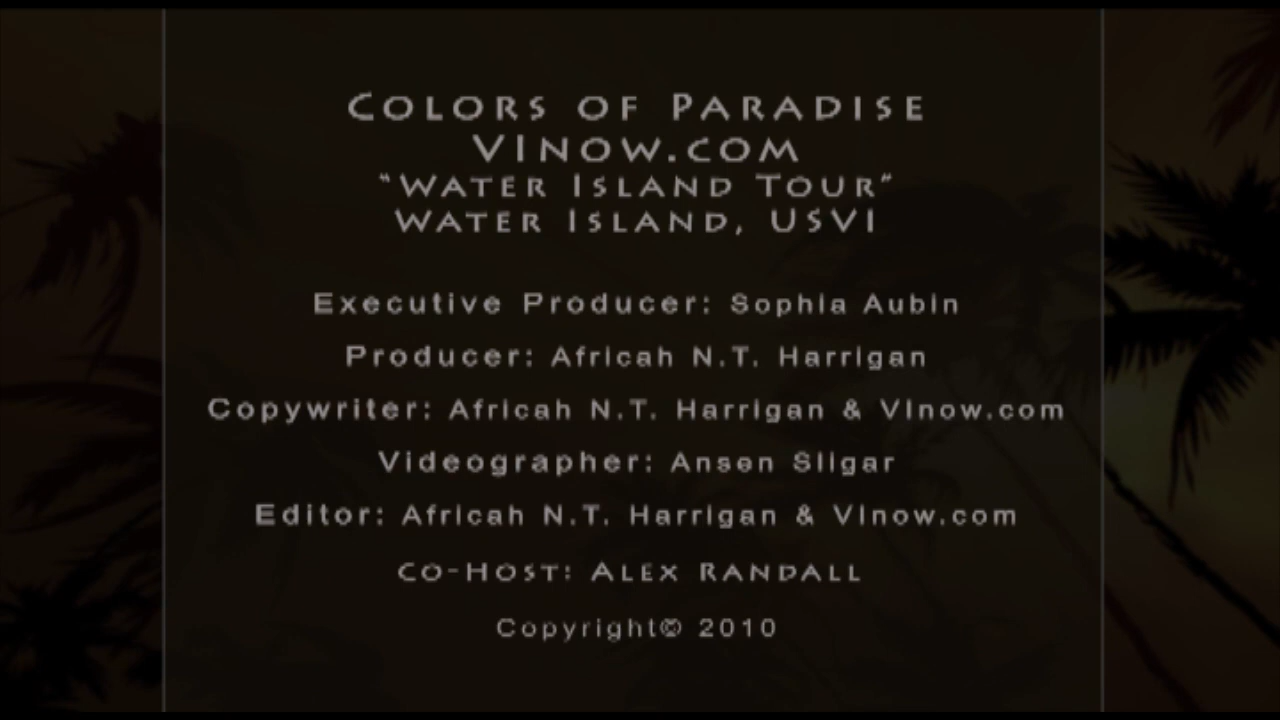 Colors of Paradise
VInow.com
"Water Island Tour"
Water Island, USVI
Executive Producer: Sophia Aubin
Producer: Africah N.T. Harrigan
Copywriter: Africah N.T. Harrigan & VInow.com
Videographer: Ansen Sligar
Editor: Africah N.T. Harrigan & VInow.com
Co-Host: Alex Randall
Copyright© 2010